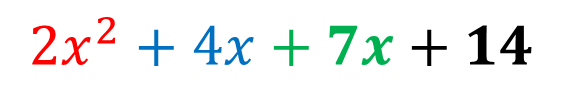 2x² + 4x + 7x + 14